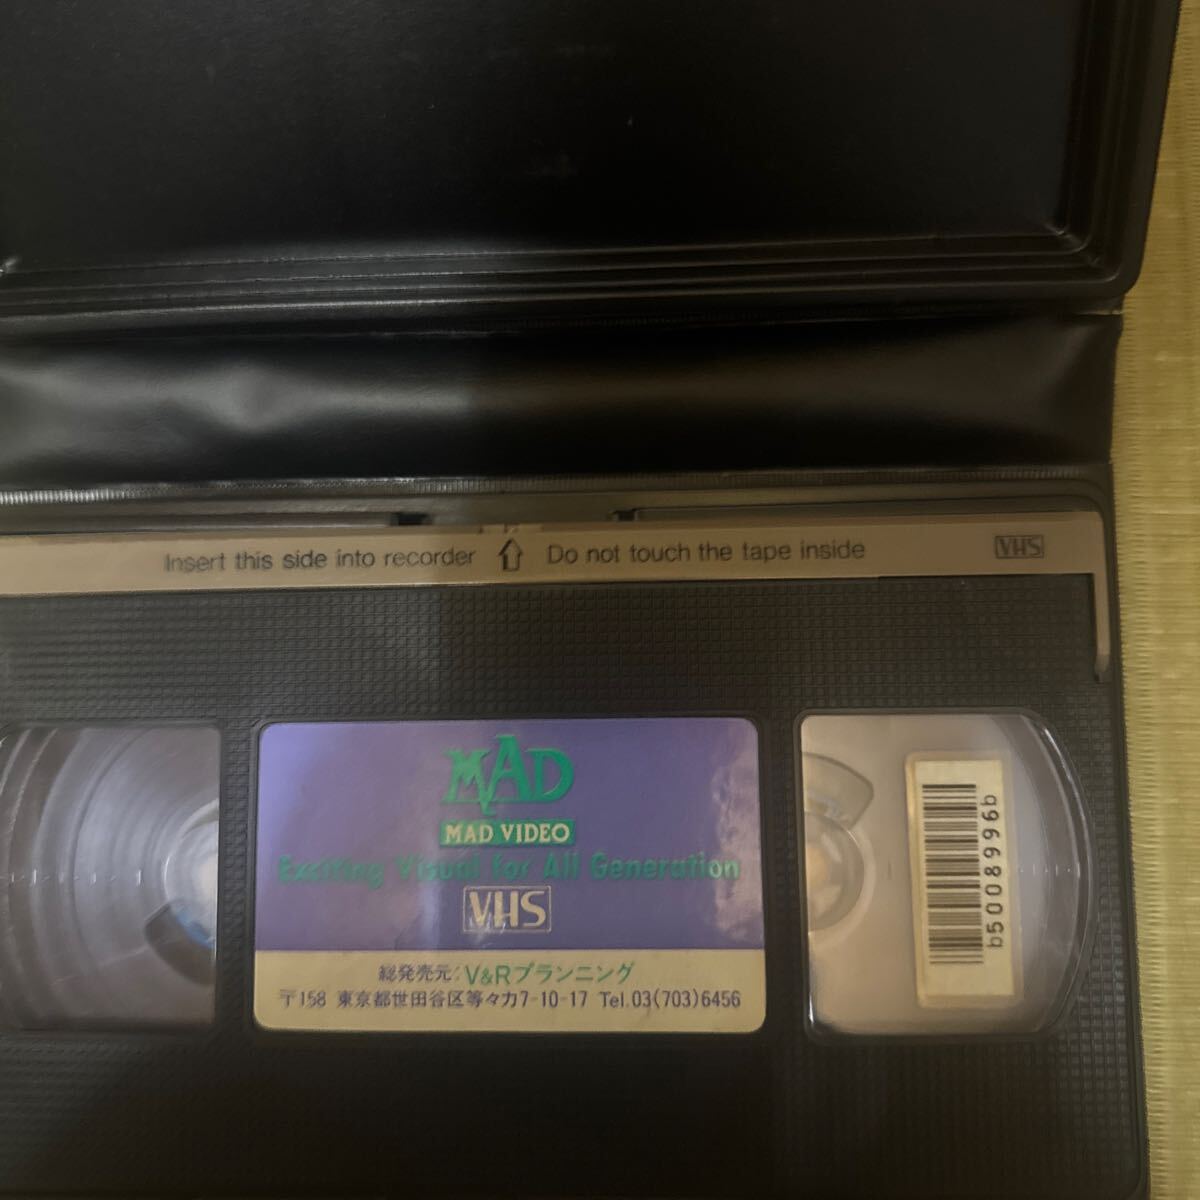 Insert this side into recorder ⇧ Do not touch the tape inside VHS
MAD
MAD VIDEO
Exciting Visual for All Generation
VHS
総発売元:V&Rプランニング
〒158 東京都世田谷区等々力7-10-17 Tel.03(703)6456
b5008996b